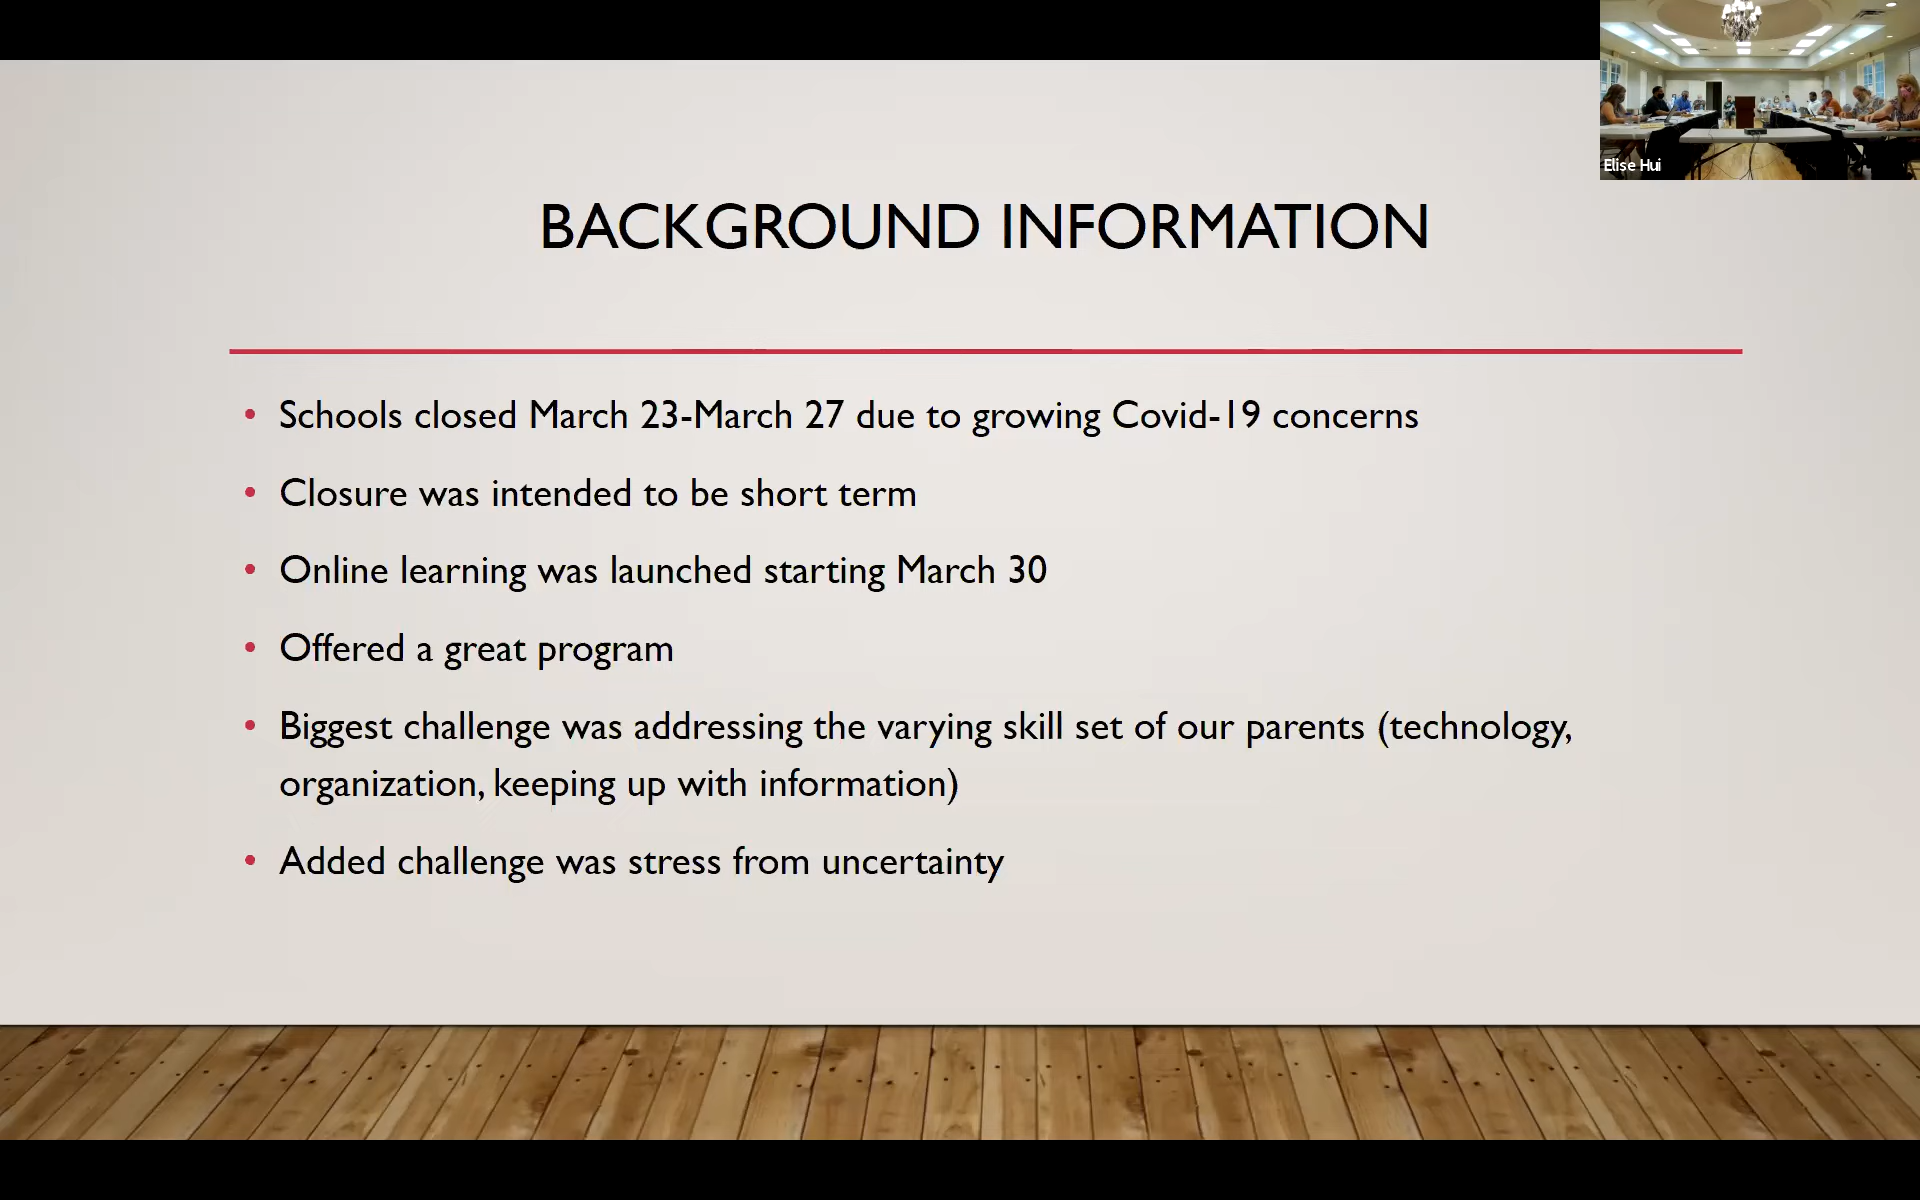 Elise Hui
BACKGROUND INFORMATION
• Schools closed March 23-March 27 due to growing Covid-19 concerns
• Closure was intended to be short term
• Online learning was launched starting March 30
• Offered a great program
• Biggest challenge was addressing the varying skill set of our parents (technology,
organization, keeping up with information)
• Added challenge was stress from uncertainty